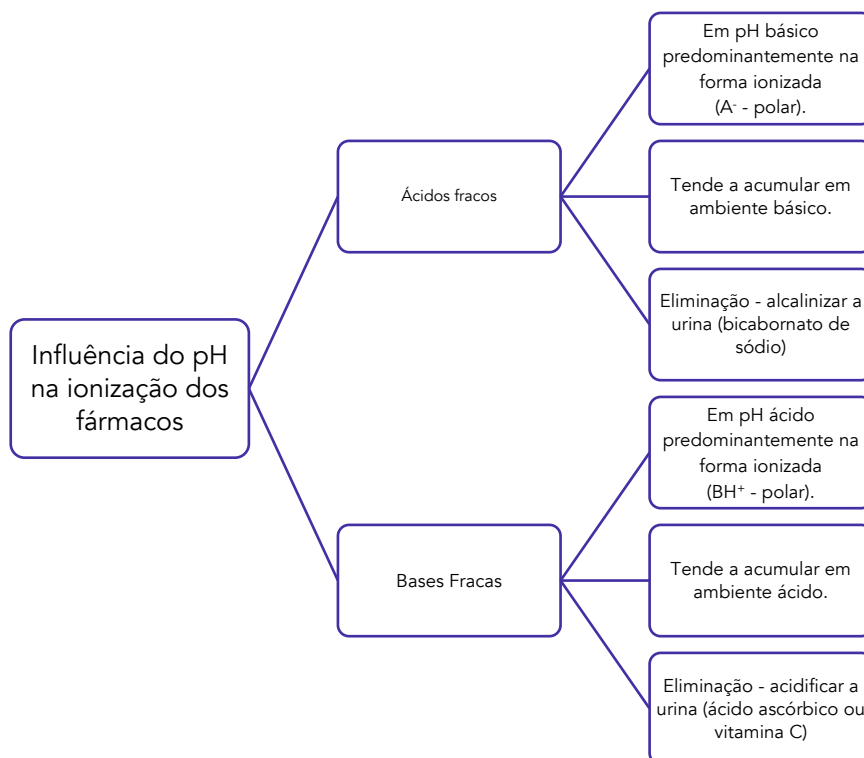 Influência do pH
na ionização dos
fármacos
Ácidos fracos
Em pH básico
predominantemente na
forma ionizada
(A- - polar).
Tende a acumular em
ambiente básico.
Eliminação - alcalinizar a
urina (bicabornato de
sódio)
Bases Fracas
Em pH ácido
predominantemente na
forma ionizada
(BH+ - polar).
Tende a acumular em
ambiente ácido.
Eliminação - acidificar a
urina (ácido ascórbico ou
vitamina C)